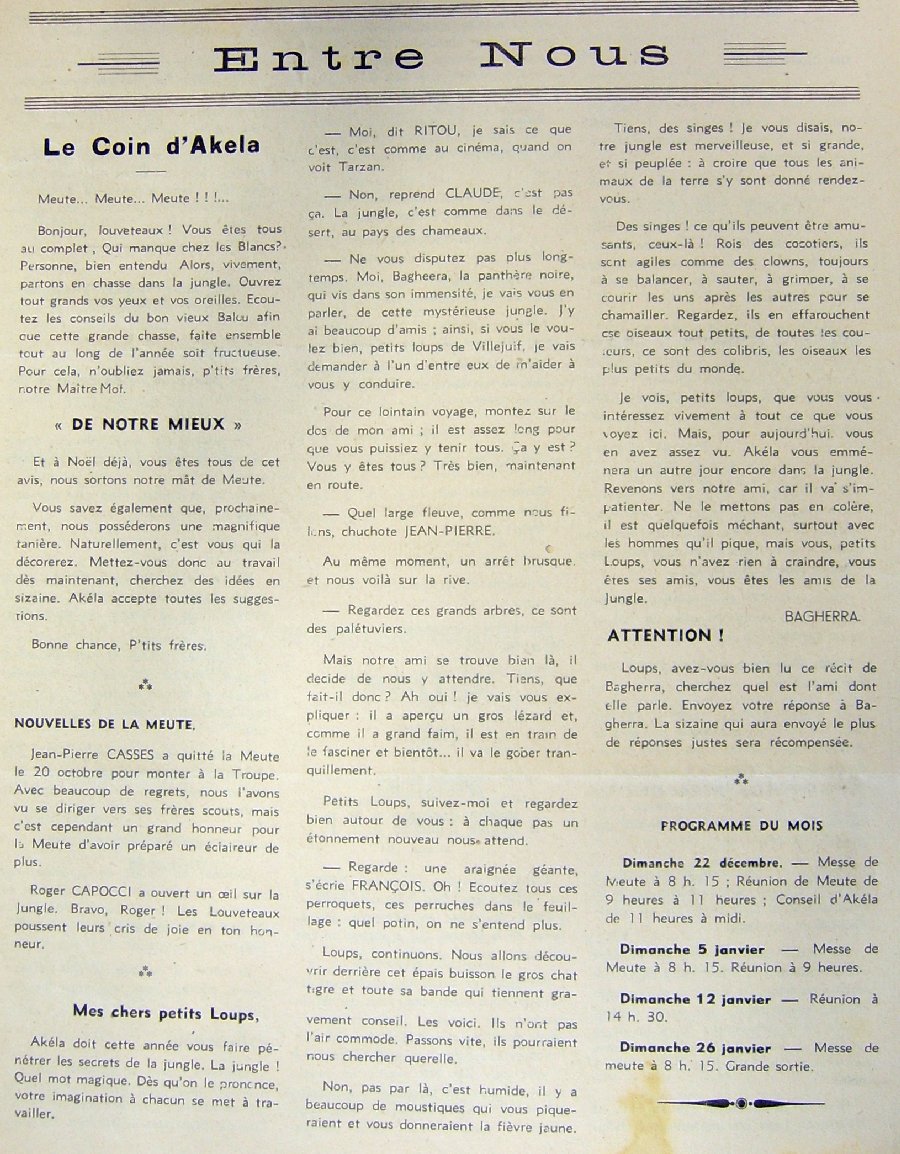 Entre Nous
Le Coin d'Akela
Meute... Meute... Meute ! ! !...
Bonjour, louveteaux ! Vous êtes tous
au complet , Qui manque chez les Blancs?
Personne, bien entendu Alors, vivement,
partons en chasse dans la jungle. Ouvrez
tout grands vos yeux et vos oreilles. Ecou-
tez les conseils du bon vieux Balou afin
que cette grande chasse, faite ensemble
tout au long de l'année soit fructueuse.
Pour cela, n'oubliez jamais, p'tits frères,
notre Maître Mot.
« DE NOTRE MIEUX »
Et à Noël déjà, vous êtes tous de cet
avis, nous sortons notre mât de Meute.
Vous savez également que, prochaine-
ment, nous posséderons une magnifique
tanière. Naturellement, c'est vous qui la
décorerez. Mettez-vous donc au travail
dès maintenant, cherchez des idées en
sizaine. Akéla accepte toutes les sugges-
tions.
Bonne chance, P'tits frères.
⁂
NOUVELLES DE LA MEUTE.
Jean-Pierre CASSES a quitté la Meute
le 20 octobre pour monter à la Troupe.
Avec beaucoup de regrets, nous l'avons
vu se diriger vers ses frères scouts, mais
c'est cependant un grand honneur pour
la Meute d'avoir préparé un éclaireur de
plus.
Roger CAPOCCI a ouvert un œil sur la
Jungle. Bravo, Roger ! Les Louveteaux
poussent leurs cris de joie en ton hon-
neur.
⁂
Mes chers petits Loups,
Akéla doit cette année vous faire pé-
nétrer les secrets de la jungle. La jungle !
Quel mot magique. Dès qu'on le prononce,
votre imagination à chacun se met à tra-
vailler.
— Moi, dit RITOU, je sais ce que
c'est, c'est comme au cinéma, quand on
voit Tarzan.
— Non, reprend CLAUDE, c'est pas
ça. La jungle, c'est comme dans le dé-
sert, au pays des chameaux.
— Ne vous disputez pas plus long-
temps. Moi, Bagheera, la panthère noire,
qui vis dans son immensité, je vais vous en
parler, de cette mystérieuse jungle. J'y
ai beaucoup d'amis ; ainsi, si vous le vou-
lez bien, petits loups de Villejuif, je vais
demander à l'un d'entre eux de m'aider à
vous y conduire.
Pour ce lointain voyage, montez sur le
dos de mon ami ; il est assez long pour
que vous puissiez y tenir tous. Ça y est ?
Vous y êtes tous ? Très bien, maintenant
en route.
— Quel large fleuve, comme nous fi-
lons, chuchote JEAN-PIERRE.
Au même moment, un arrêt brusque.
et nous voilà sur la rive.
— Regardez ces grands arbres, ce sont
des palétuviers.
Mais notre ami se trouve bien là, il
decide de nous y attendre. Tiens, que
fait-il donc ? Ah oui ! je vais vous ex-
pliquer : il a aperçu un gros lézard et,
comme il a grand faim, il est en train de
le fasciner et bientôt... il va le gober tran-
quillement.
Petits Loups, suivez-moi et regardez
bien autour de vous : à chaque pas un
étonnement nouveau nous attend.
— Regarde : une araignée géante,
s'écrie FRANÇOIS. Oh ! Ecoutez tous ces
perroquets, ces perruches dans le feuil-
lage : quel potin, on ne s'entend plus.
Loups, continuons. Nous allons décou-
vrir derrière cet épais buisson le gros chat
tigre et toute sa bande qui tiennent gra-
vement conseil. Les voici. Ils n'ont pas
l'air commode. Passons vite, ils pourraient
nous chercher querelle.
Non, pas par là, c'est humide, il y a
beaucoup de moustiques qui vous pique-
raient et vous donneraient la fièvre jaune.
Tiens, des singes ! Je vous disais, no-
tre jungle est merveilleuse, et si grande,
et si peuplée : à croire que tous les ani-
maux de la terre s'y sont donné rendez-
vous.
Des singes ! ce qu'ils peuvent être amu-
sants, ceux-là ! Rois des cocotiers, ils
sont agiles comme des clowns, toujours
à se balancer, à sauter, à grimper, à se
courir les uns après les autres pour se
chamailler. Regardez, ils en effarouchent
cse oiseaux tout petits, de toutes les cou-
leurs, ce sont des colibris, les oiseaux les
plus petits du monde.
Je vois, petits loups, que vous vous
intéressez vivement à tout ce que vous
voyez ici. Mais, pour aujourd'hui. vous
en avez assez vu. Akéla vous emmé-
nera un autre jour encore dans la jungle.
Revenons vers notre ami, car il va s'im-
patienter. Ne le mettons pas en colère,
il est quelquefois méchant, surtout avec
les hommes qu'il pique, mais vous, petits
Loups, vous n'avez rien à craindre, vous
êtes ses amis, vous êtes les amis de la
Jungle.
BAGHERRA.
ATTENTION !
Loups, avez-vous bien lu ce récit de
Bagherra, cherchez quel est l'ami dont
elle parle. Envoyez votre réponse à Ba-
gherra. La sizaine qui aura envoyé le plus
de réponses justes sera récompensée.
⁂
PROGRAMME DU MOIS
Dimanche 22 décembre. — Messe de
Meute à 8 h. 15 ; Réunion de Meute de
9 heures à 11 heures ; Conseil d'Akéla
de 11 heures à midi.
Dimanche 5 janvier — Messe de
Meute à 8 h. 15. Réunion à 9 heures.
Dimanche 12 janvier — Réunion à
14 h. 30.
Dimanche 26 janvier — Messe de
meute à 8 h. 15. Grande sortie.